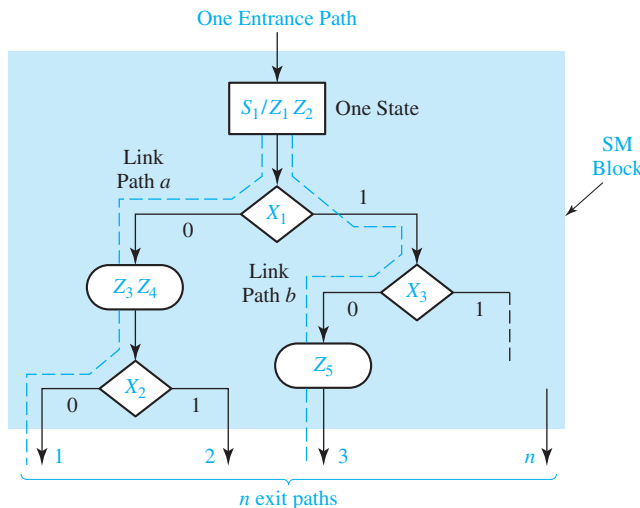 One Entrance Path
S₁/Z₁ Z₂
One State
Link
Path a
SM
Block
X₁
0
1
Z₃ Z₄
Link
Path b
X₃
0
1
Z₅
X₂
0
1
1
2
3
n
n exit paths